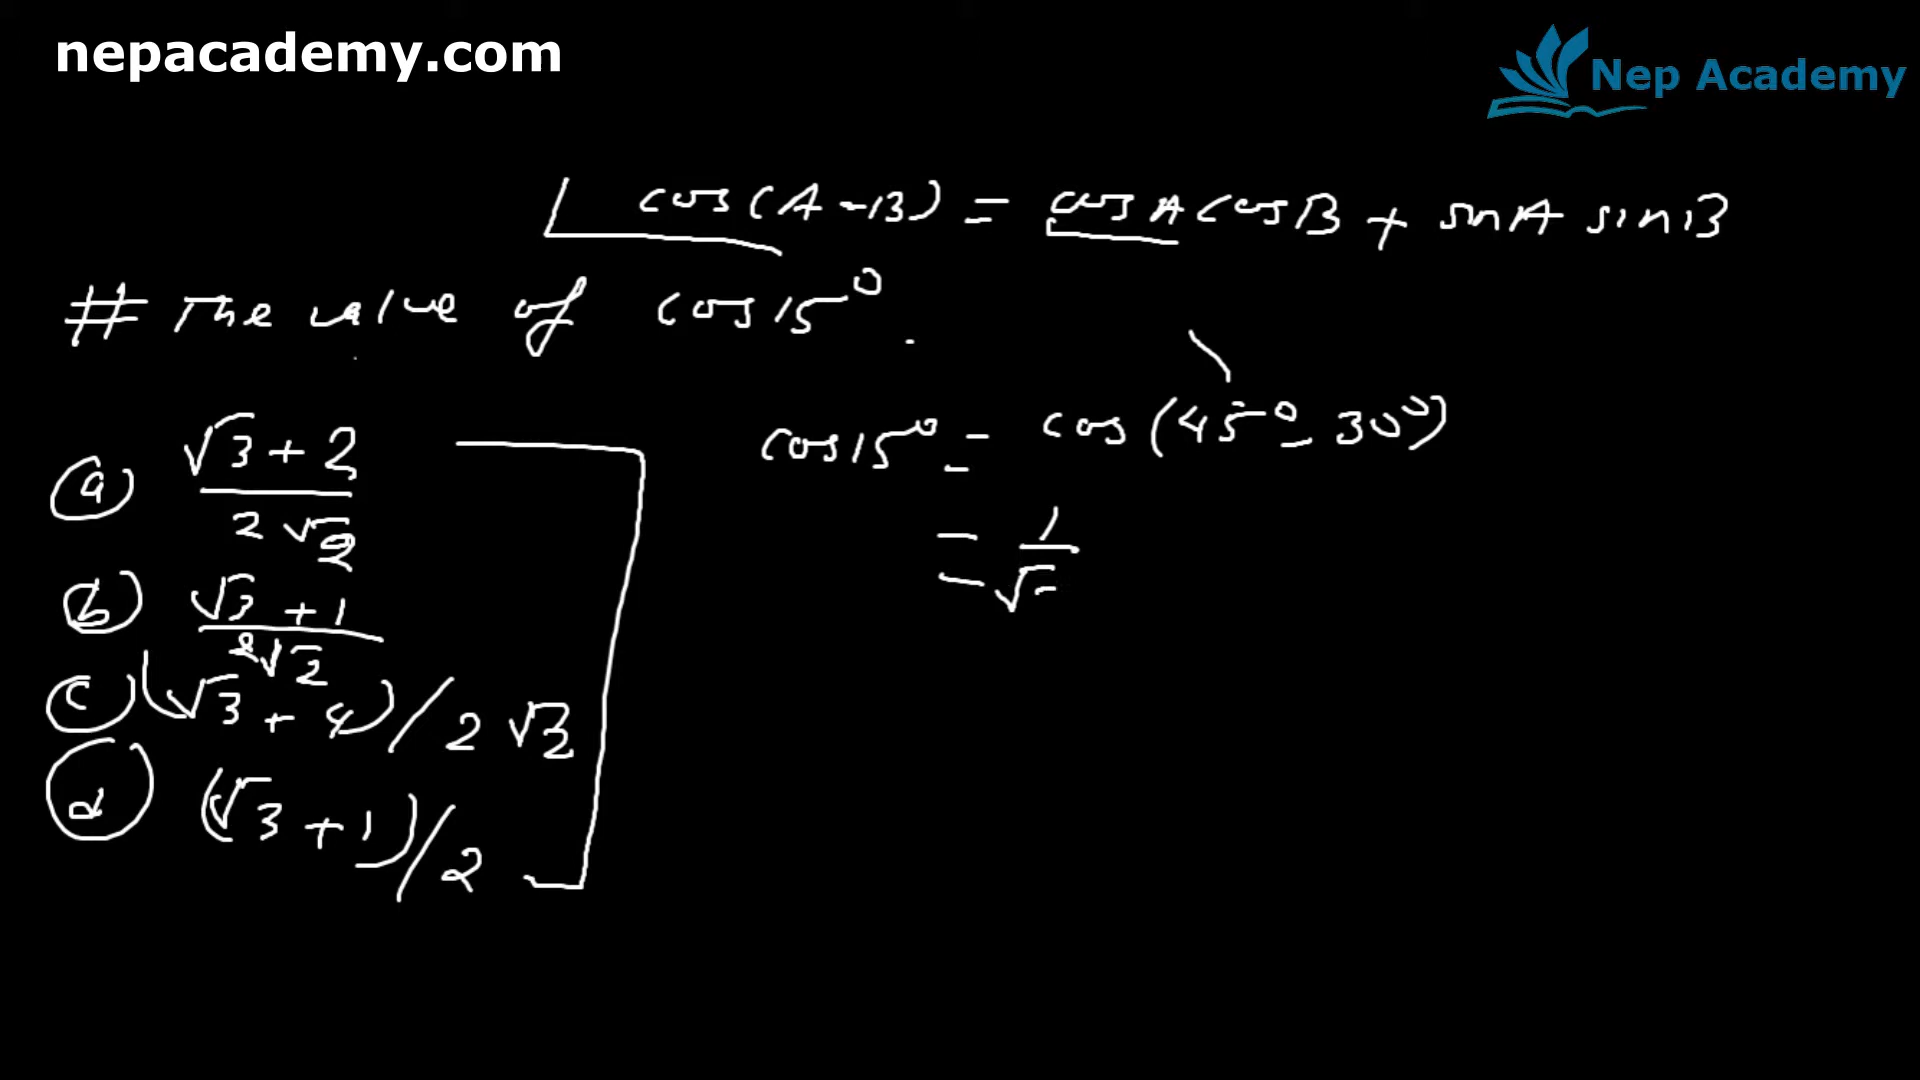 nepacademy.com
Nep Academy
cos(A-B) = cosA cosB + sinA sinB
# The value of cos15°.
(a) √3+2 / 2√2
(b) √3+1 / 2√2
(c) (√3+4)/2√2
(d) (√3+1)/2
cos15° = cos(45°-30°)
= 1/√